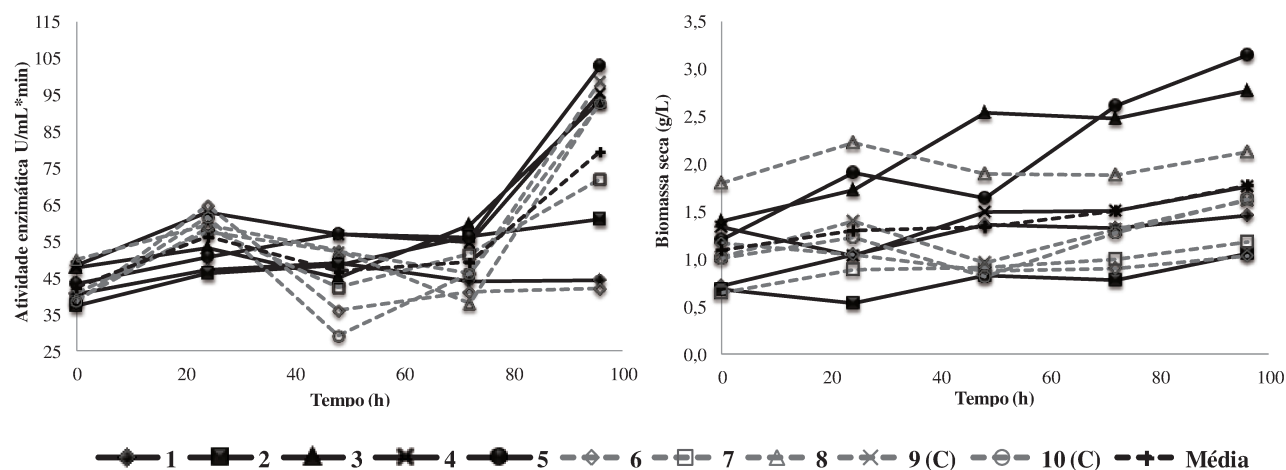 Atividade enzimática U/mL*min
115
105
95
85
75
65
55
45
35
25
0 20 40 60 80 100
Tempo (h)
Biomassa seca (g/L)
3,5
3,0
2,5
2,0
1,5
1,0
0,5
0,0
0 20 40 60 80 100
Tempo (h)
1 2 3 4 5 6 7 8 9 (C) 10 (C) Média